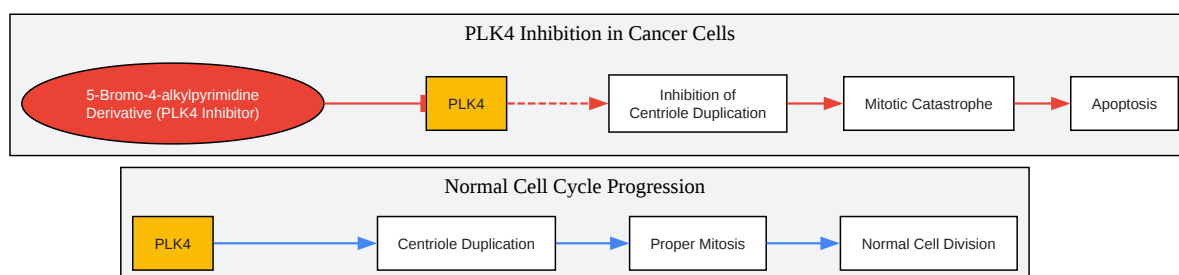 PLK4 Inhibition in Cancer Cells
5-Bromo-4-alkylpyrimidine
Derivative (PLK4 Inhibitor)
PLK4
Inhibition of
Centriole Duplication
Mitotic Catastrophe
Apoptosis
Normal Cell Cycle Progression
PLK4
Centriole Duplication
Proper Mitosis
Normal Cell Division